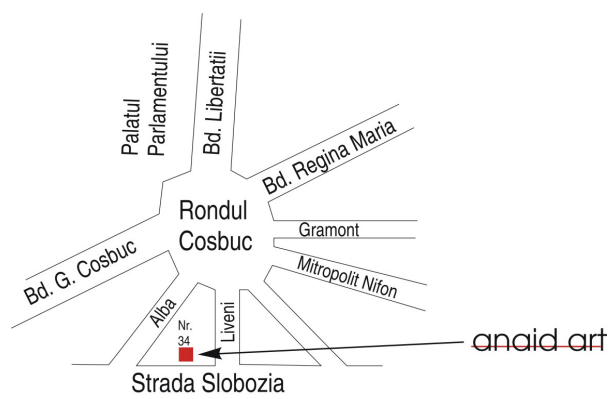 Palatul
Parlamentului
Bd. Libertatii
Bd. Regina Maria
Rondul
Cosbuc
Gramont
Bd. G. Cosbuc
Mitropolit Nifon
Alba
Nr.
34
Liveni
anaid art
Strada Slobozia